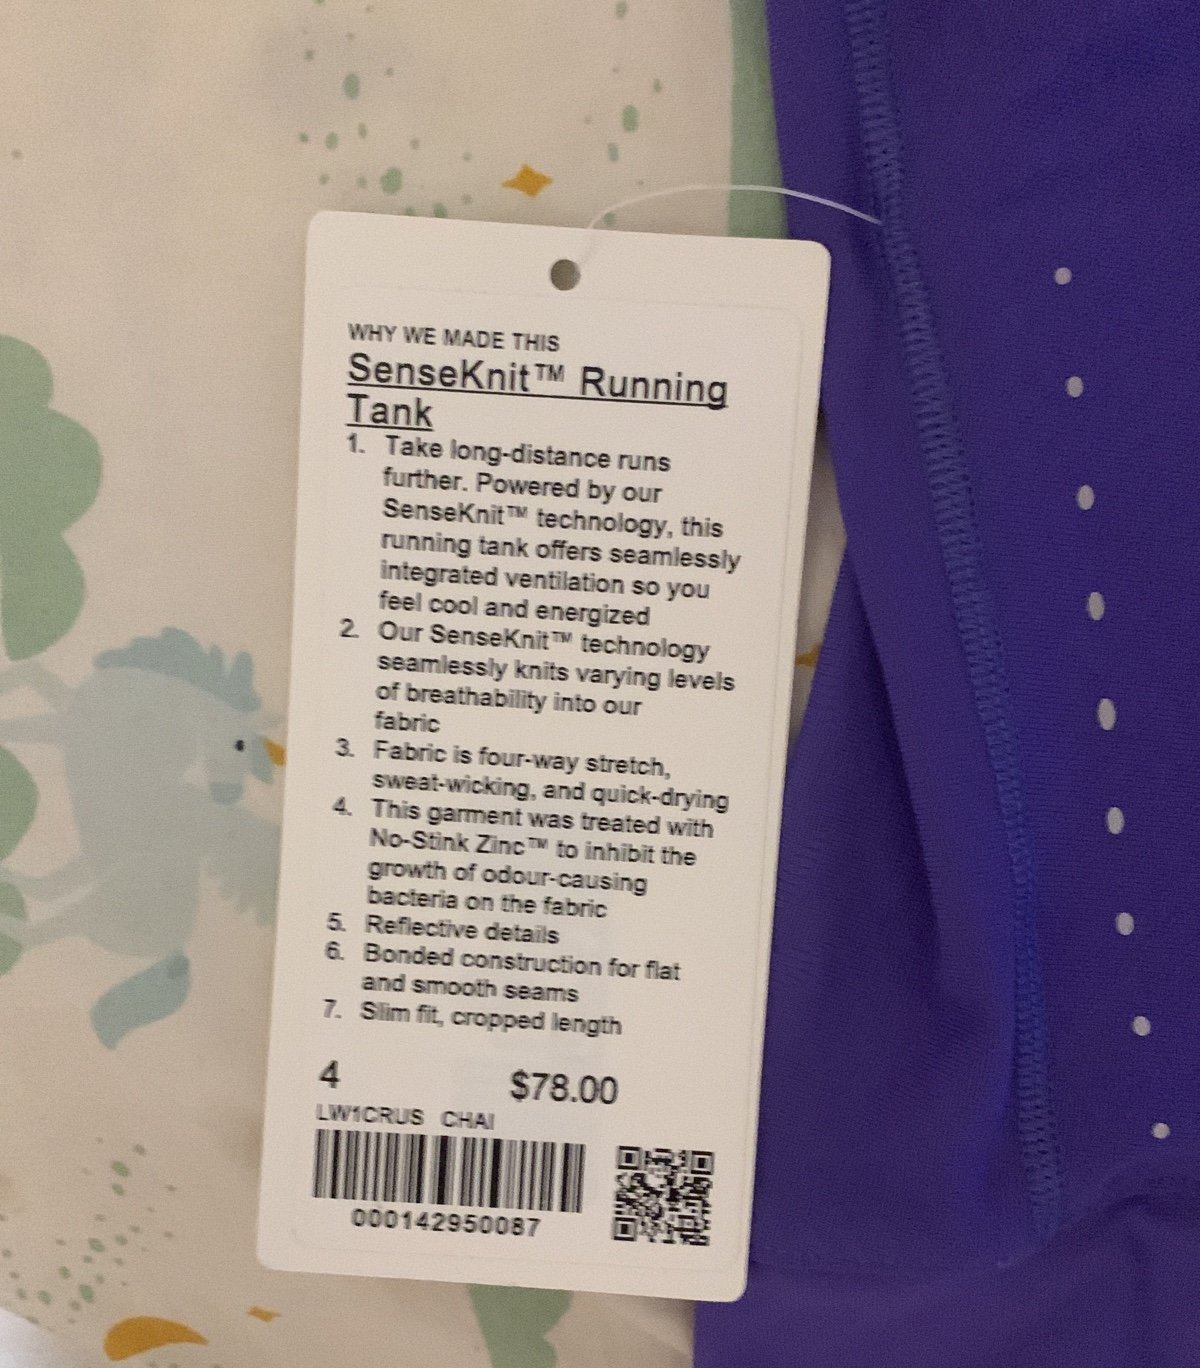 WHY WE MADE THIS
SenseKnit™ Running
Tank
1. Take long-distance runs
further. Powered by our
SenseKnit™ technology, this
running tank offers seamlessly
integrated ventilation so you
feel cool and energized
2. Our SenseKnit™ technology
seamlessly knits varying levels
of breathability into our
fabric
3. Fabric is four-way stretch,
sweat-wicking, and quick-drying
4. This garment was treated with
No-Stink Zinc™ to inhibit the
growth of odour-causing
bacteria on the fabric
5. Reflective details
6. Bonded construction for flat
and smooth seams
7. Slim fit, cropped length
4 $78.00
LW1CRUS CHAI
000142950087